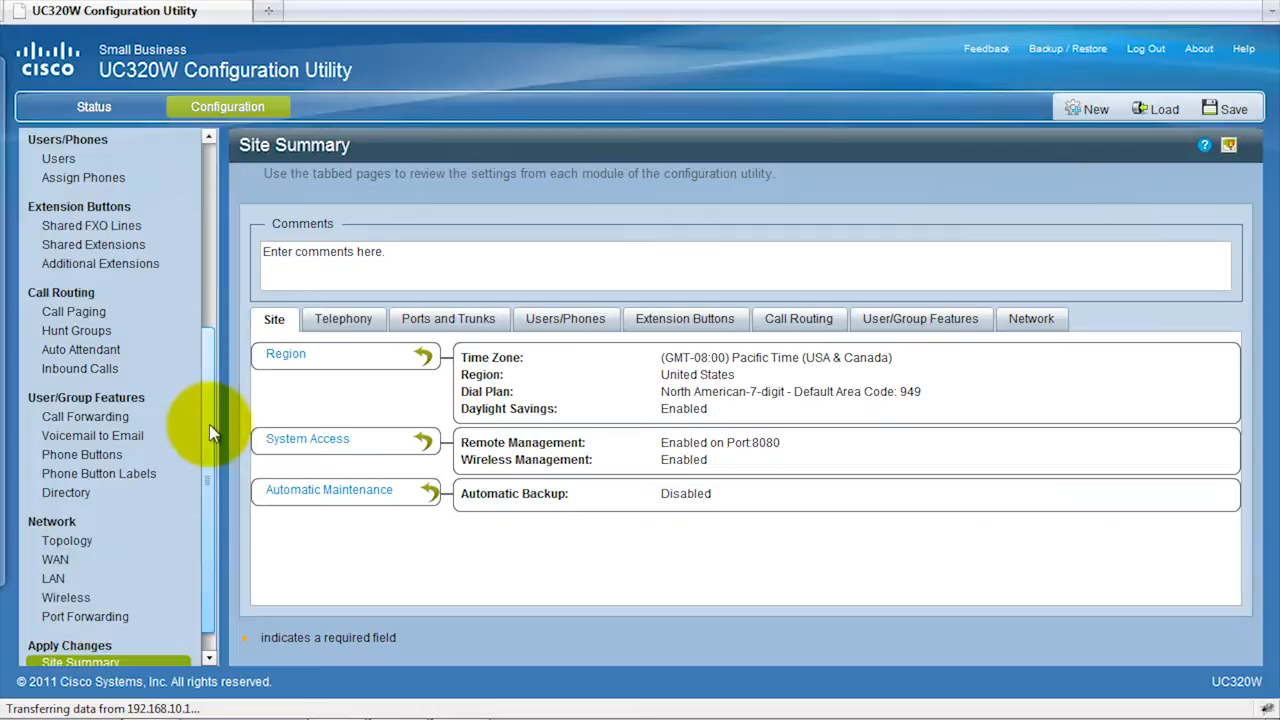 UC320W Configuration Utility
Small Business
Feedback Backup / Restore Log Out About Help
CISCO
UC320W Configuration Utility
Status Configuration New Load Save
Users/Phones
Users
Assign Phones
Extension Buttons
Shared FXO Lines
Shared Extensions
Additional Extensions
Call Routing
Call Paging
Hunt Groups
Auto Attendant
Inbound Calls
User/Group Features
Call Forwarding
Voicemail to Email
Phone Buttons
Phone Button Labels
Directory
Network
Topology
WAN
LAN
Wireless
Port Forwarding
Apply Changes
Site Summary
Site Summary
?
Use the tabbed pages to review the settings from each module of the configuration utility.
Comments
Enter comments here.
Site Telephony Ports and Trunks Users/Phones Extension Buttons Call Routing User/Group Features Network
Region
Time Zone: (GMT-08:00) Pacific Time (USA & Canada)
Region: United States
Dial Plan: North American-7-digit - Default Area Code: 949
Daylight Savings: Enabled
System Access
Remote Management: Enabled on Port:8080
Wireless Management: Enabled
Automatic Maintenance
Automatic Backup: Disabled
indicates a required field
© 2011 Cisco Systems, Inc. All rights reserved. UC320W
Transferring data from 192.168.10.1...